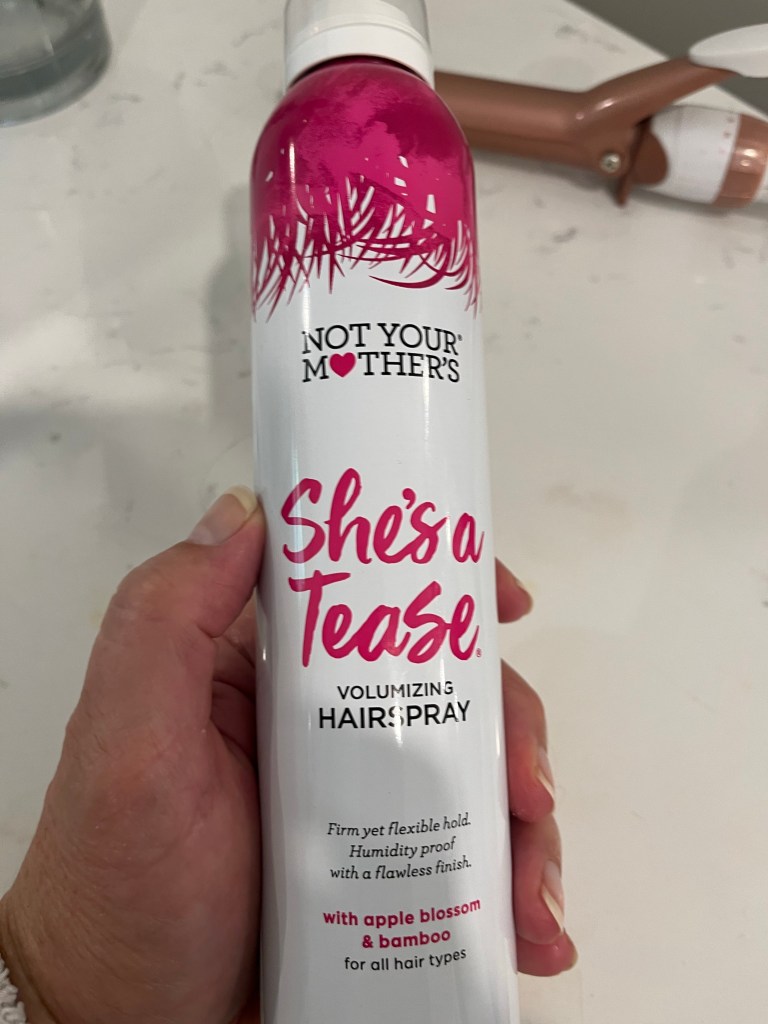 NOT YOUR®
M♥THER'S
She's a
Tease®
VOLUMIZING
HAIRSPRAY
Firm yet flexible hold.
Humidity proof
with a flawless finish.
with apple blossom
& bamboo
for all hair types